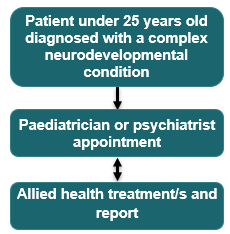 Patient under 25 years old
diagnosed with a complex
neurodevelopmental
condition
Paediatrician or psychiatrist
appointment
Allied health treatment/s and
report